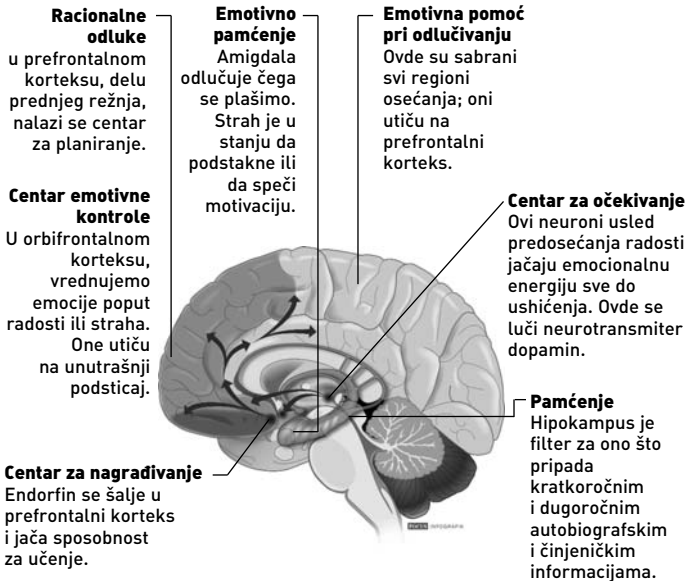 Racionalne
odluke
u prefrontalnom
korteksu, delu
prednjeg režnja,
nalazi se centar
za planiranje.
Emotivno
pamćenje
Amigdala
odlučuje čega
se plašimo.
Strah je u
stanju da
podstakne ili
da speči
motivaciju.
Emotivna pomoć
pri odlučivanju
Ovde su sabrani
svi regioni
osećanja; oni
utiču na
prefrontalni
korteks.
Centar emotivne
kontrole
U orbifrontalnom
korteksu,
vrednujemo
emocije poput
radosti ili straha.
One utiču
na unutrašnji
podsticaj.
Centar za očekivanje
Ovi neuroni usled
predosećanja radosti
jačaju emocionalnu
energiju sve do
ushićenja. Ovde se
luči neurotransmiter
dopamin.
Pamćenje
Hipokampus je
filter za ono što
pripada
kratkoročnim
i dugoročnim
autobiografskim
i činjeničkim
informacijama.
Centar za nagrađivanje
Endorfin se šalje u
prefrontalni korteks
i jača sposobnost
za učenje.
INFOGRAFIK